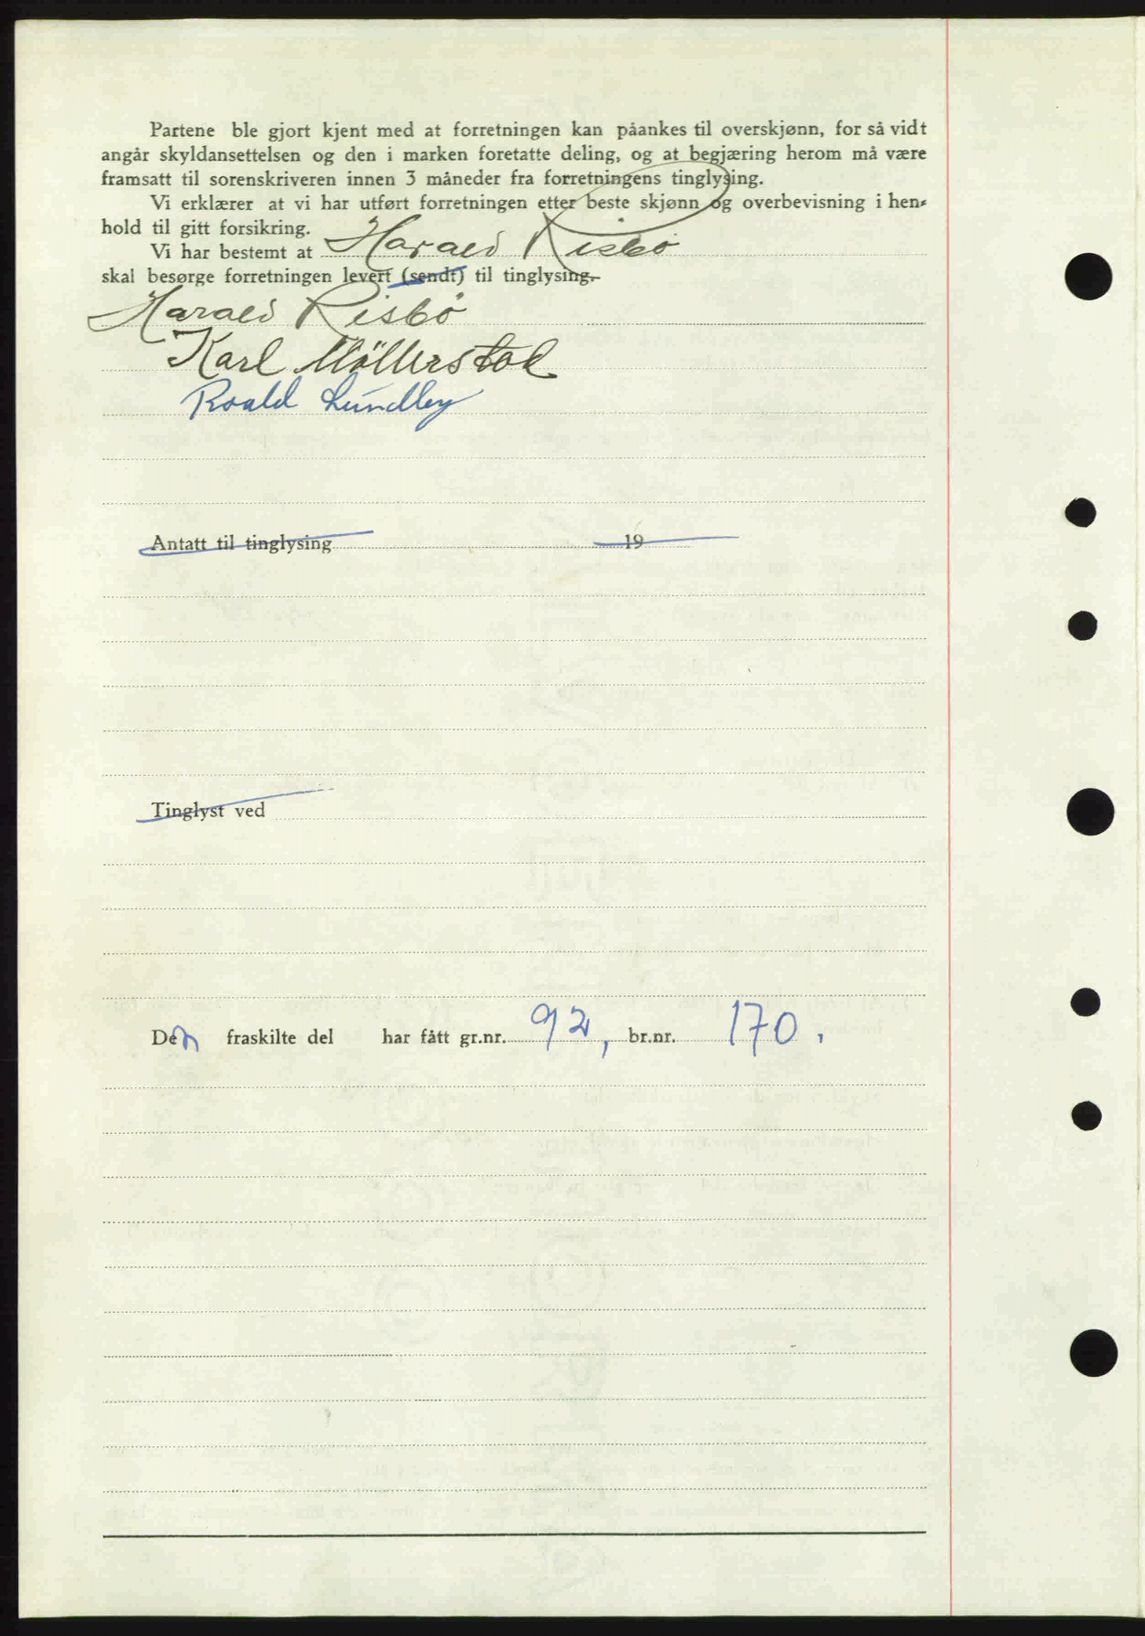 Partene ble gjort kjent med at forretningen kan påankes til overskjønn, for så vidt
angår skyldansettelsen og den i marken foretatte deling, og at begjæring herom må være
framsatt til sorenskriveren innen 3 måneder fra forretningens tinglysing.
Vi erklærer at vi har utført forretningen etter beste skjønn og overbevisning i hen-
hold til gitt forsikring.
Vi har bestemt at Harald Risbø
skal besørge forretningen levert (sendt) til tinglysing.
Harald Risbø
Karl Möllerstad
Roald Lundby
Antatt til tinglysing 19
Tinglyst ved
Den fraskilte del har fått gr.nr. 92, br.nr. 170.